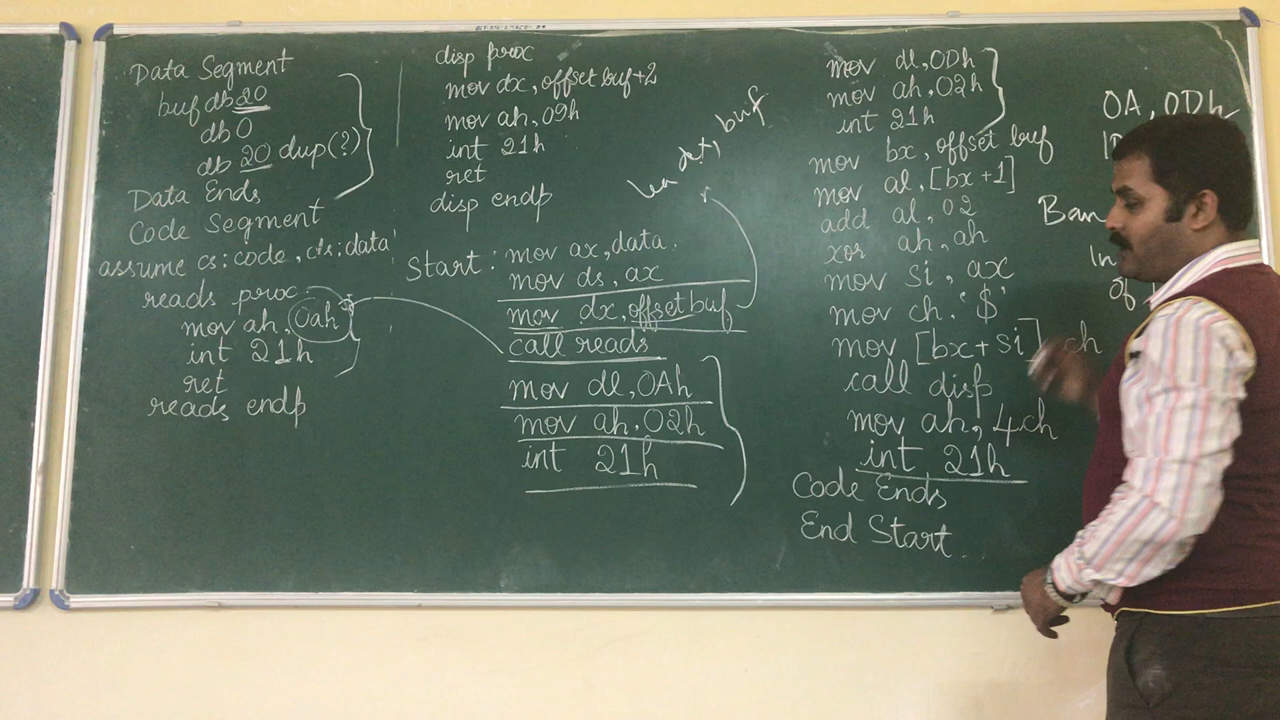 Data Segment
buf db 20
db 0
db 20 dup(?)
Data Ends
Code Segment
assume cs:code, ds:data
reads proc
mov ah, 0ah
int 21h
ret
reads endp
disp proc
mov dx, offset buf+2
mov ah, 09h
int 21h
ret
disp endp
lea dx, buf
Start: mov ax, data
mov ds, ax
mov dx, offset buf
call reads
mov dl, 0Ah
mov ah, 02h
int 21h
mov dl, 0Dh
mov ah, 02h
int 21h
mov bx, offset buf
mov al, [bx+1]
add al, 02
xor ah, ah
mov si, ax
mov ch, '$'
mov [bx+si], ch
call disp
mov ah, 4ch
int 21h
Code Ends
End Start
0A, 0Dh